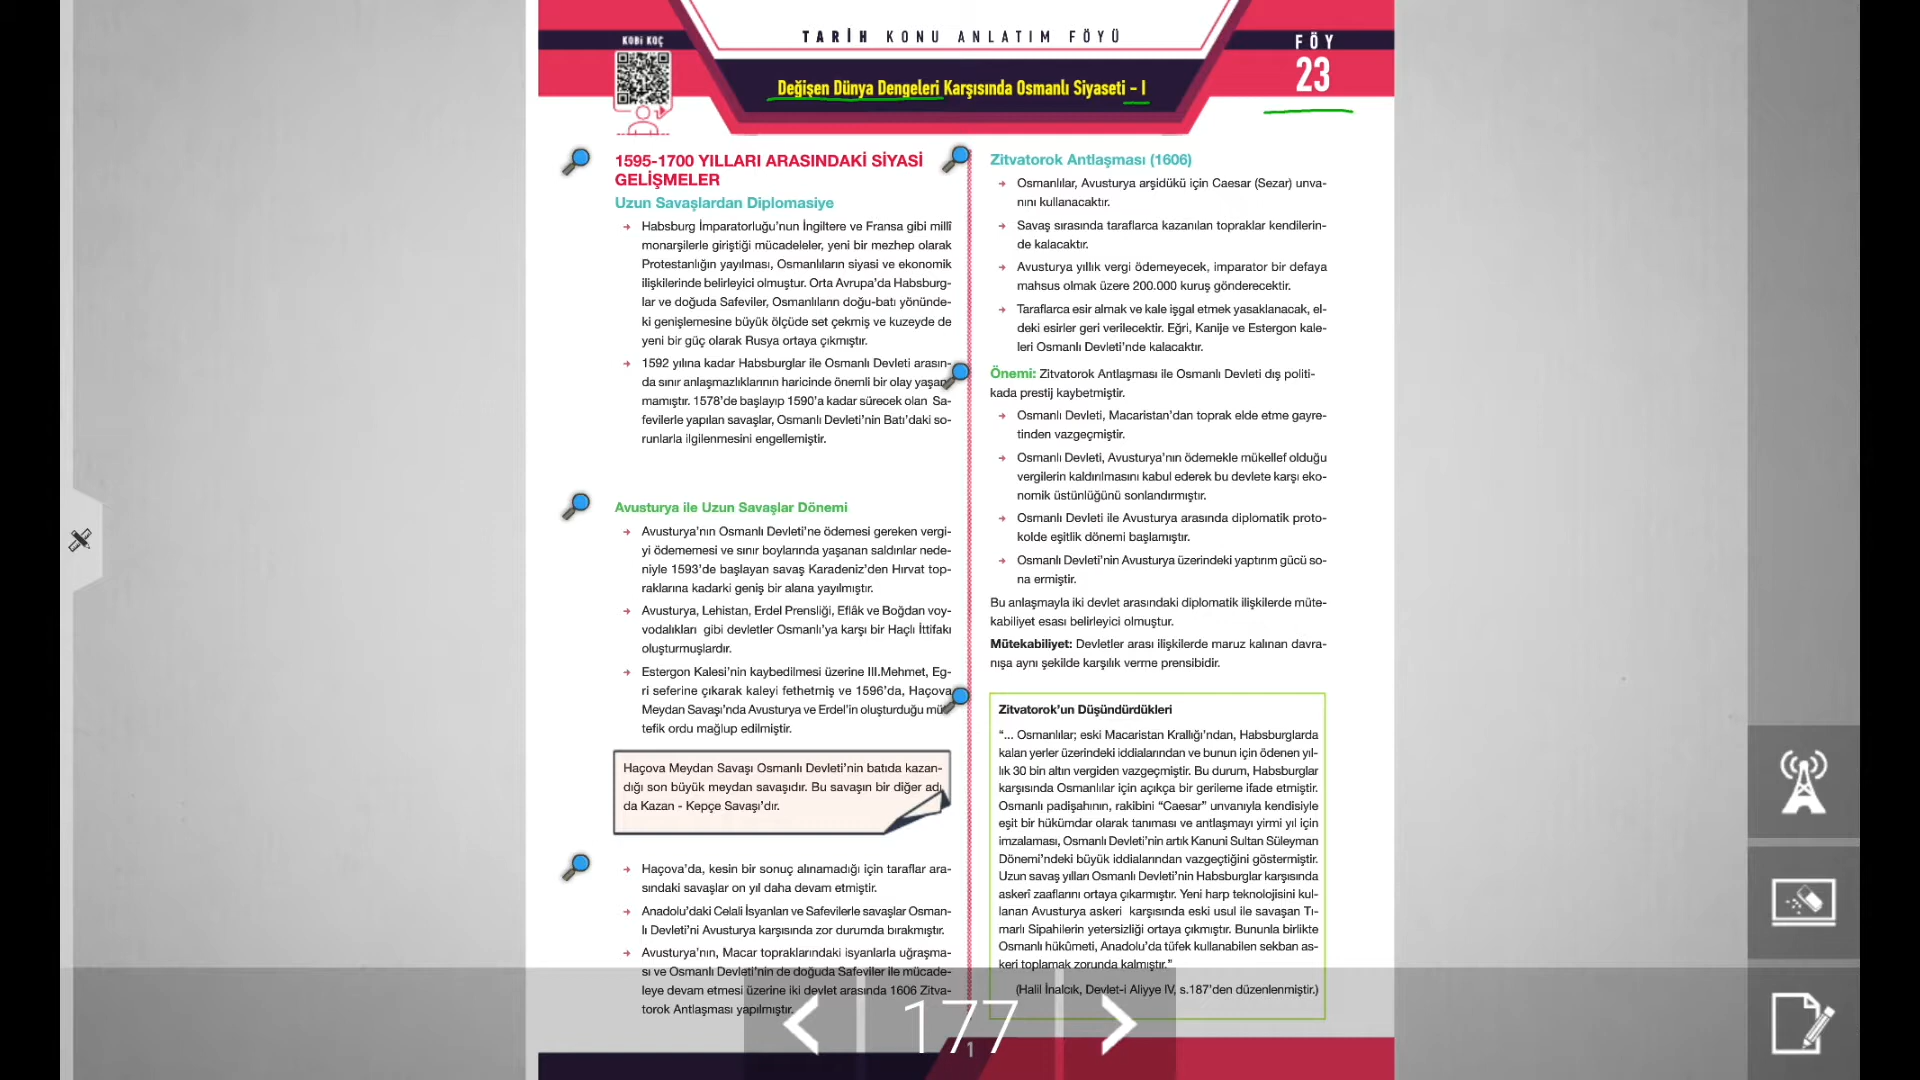 KOBİ KOÇ
TARİH KONU ANLATIM FÖYÜ
Değişen Dünya Dengeleri Karşısında Osmanlı Siyaseti - I
FÖY
23
1595-1700 YILLARI ARASINDAKİ SİYASİ
GELİŞMELER
Uzun Savaşlardan Diplomasiye
→ Habsburg İmparatorluğu'nun İngiltere ve Fransa gibi millî
monarşilerle giriştiği mücadeleler, yeni bir mezhep olarak
Protestanlığın yayılması, Osmanlıların siyasi ve ekonomik
ilişkilerinde belirleyici olmuştur. Orta Avrupa'da Habsburg-
lar ve doğuda Safeviler, Osmanlıların doğu-batı yönünde-
ki genişlemesine büyük ölçüde set çekmiş ve kuzeyde de
yeni bir güç olarak Rusya ortaya çıkmıştır.
→ 1592 yılına kadar Habsburglar ile Osmanlı Devleti arasın-
da sınır anlaşmazlıklarının haricinde önemli bir olay yaşan-
mamıştır. 1578'de başlayıp 1590'a kadar sürecek olan Sa-
fevilerle yapılan savaşlar, Osmanlı Devleti'nin Batı'daki so-
runlarla ilgilenmesini engellemiştir.
Avusturya ile Uzun Savaşlar Dönemi
→ Avusturya'nın Osmanlı Devleti'ne ödemesi gereken vergi-
yi ödememesi ve sınır boylarında yaşanan saldırılar nede-
niyle 1593'de başlayan savaş Karadeniz'den Hırvat top-
raklarına kadarki geniş bir alana yayılmıştır.
→ Avusturya, Lehistan, Erdel Prensliği, Eflâk ve Boğdan voy-
vodalıkları gibi devletler Osmanlı'ya karşı bir Haçlı İttifakı
oluşturmuşlardır.
→ Estergon Kalesi'nin kaybedilmesi üzerine III.Mehmet, Eg-
ri seferine çıkarak kaleyi fethetmiş ve 1596'da, Haçova
Meydan Savaşı'nda Avusturya ve Erdel'in oluşturduğu müt-
tefik ordu mağlup edilmiştir.
Haçova Meydan Savaşı Osmanlı Devleti'nin batıda kazan-
dığı son büyük meydan savaşıdır. Bu savaşın bir diğer adı
da Kazan - Kepçe Savaşı'dır.
→ Haçova'da, kesin bir sonuç alınamadığı için taraflar ara-
sındaki savaşlar on yıl daha devam etmiştir.
→ Anadolu'daki Celali İsyanları ve Safevilerle savaşlar Osman-
lı Devleti'ni Avusturya karşısında zor durumda bırakmıştır.
→ Avusturya'nın, Macar topraklarındaki isyanlarla uğraşma-
sı ve Osmanlı Devleti'nin de doğuda Safeviler ile mücade-
leye devam etmesi üzerine iki devlet arasında 1606 Zitva-
torok Antlaşması yapılmıştır.
Zitvatorok Antlaşması (1606)
→ Osmanlılar, Avusturya arşidükü için Caesar (Sezar) unva-
nını kullanacaktır.
→ Savaş sırasında taraflarca kazanılan topraklar kendilerin-
de kalacaktır.
→ Avusturya yıllık vergi ödemeyecek, imparator bir defaya
mahsus olmak üzere 200.000 kuruş gönderecektir.
→ Taraflarca esir almak ve kale işgal etmek yasaklanacak, el-
deki esirler geri verilecektir. Eğri, Kanije ve Estergon kale-
leri Osmanlı Devleti'nde kalacaktır.
Önemi: Zitvatorok Antlaşması ile Osmanlı Devleti dış politi-
kada prestij kaybetmiştir.
→ Osmanlı Devleti, Macaristan'dan toprak elde etme gayre-
tinden vazgeçmiştir.
→ Osmanlı Devleti, Avusturya'nın ödemekle mükellef olduğu
vergilerin kaldırılmasını kabul ederek bu devlete karşı eko-
nomik üstünlüğünü sonlandırmıştır.
→ Osmanlı Devleti ile Avusturya arasında diplomatik proto-
kolde eşitlik dönemi başlamıştır.
→ Osmanlı Devleti'nin Avusturya üzerindeki yaptırım gücü so-
na ermiştir.
Bu anlaşmayla iki devlet arasındaki diplomatik ilişkilerde müte-
kabiliyet esası belirleyici olmuştur.
Mütekabiliyet: Devletler arası ilişkilerde maruz kalınan davra-
nışa aynı şekilde karşılık verme prensibidir.
Zitvatorok'un Düşündürdükleri
"... Osmanlılar; eski Macaristan Krallığı'ndan, Habsburglarda
kalan yerler üzerindeki iddialarından ve bunun için ödenen yıl-
lık 30 bin altın vergiden vazgeçmiştir. Bu durum, Habsburglar
karşısında Osmanlılar için açıkça bir gerileme ifade etmiştir.
Osmanlı padişahının, rakibini "Caesar" unvanıyla kendisiyle
eşit bir hükümdar olarak tanıması ve antlaşmayı yirmi yıl için
imzalaması, Osmanlı Devleti'nin artık Kanuni Sultan Süleyman
Dönemi'ndeki büyük iddialarından vazgeçtiğini göstermiştir.
Uzun savaş yılları Osmanlı Devleti'nin Habsburglar karşısında
askerî zaaflarını ortaya çıkarmıştır. Yeni harp teknolojisini kul-
lanan Avusturya askeri karşısında eski usul ile savaşan Tı-
marlı Sipahilerin yetersizliği ortaya çıkmıştır. Bununla birlikte
Osmanlı hükûmeti, Anadolu'da tüfek kullanabilen sekban as-
keri toplamak zorunda kalmıştır."
(Halil İnalcık, Devlet-i Aliyye IV, s.187'den düzenlenmiştir.)
177
1